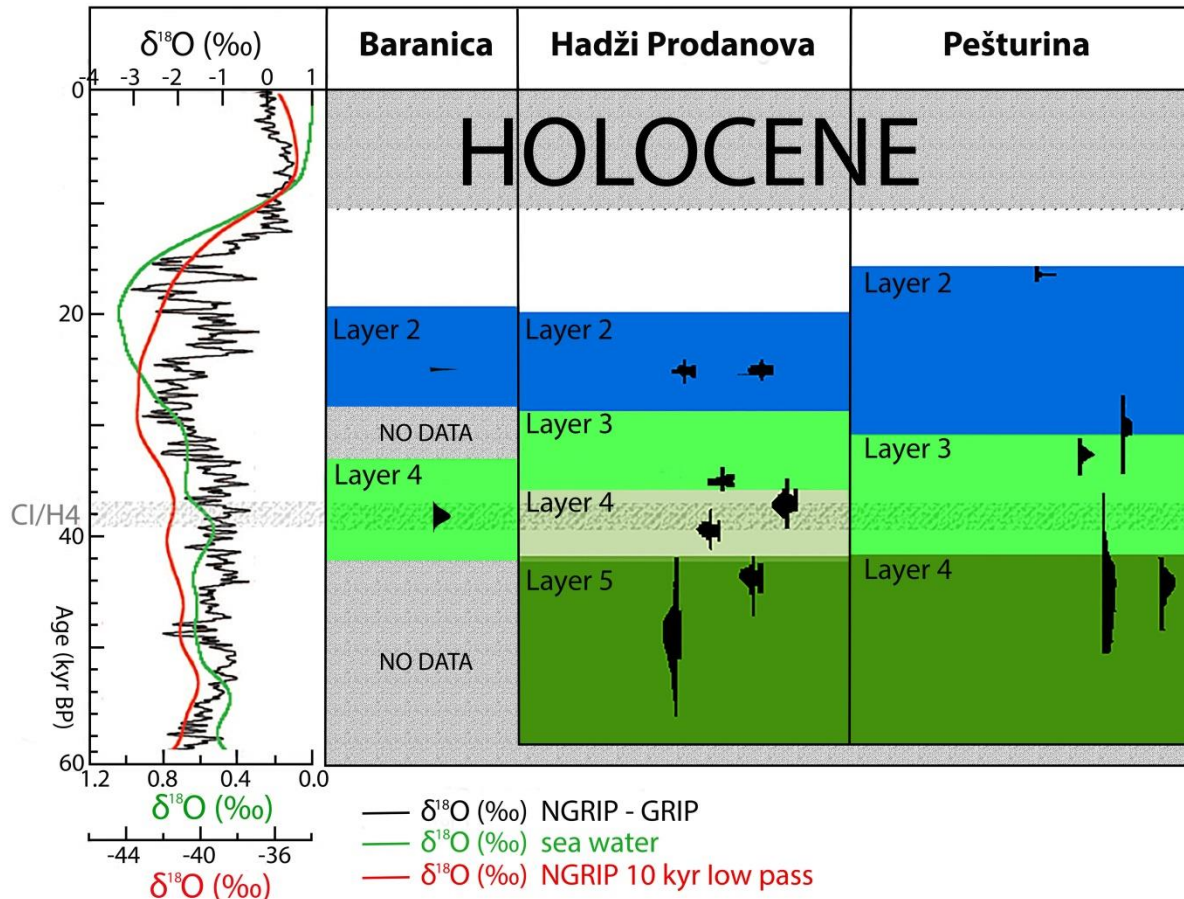 δ¹⁸O (‰)
-4 -3 -2 -1 0 1
Baranica
Hadži Prodanova
Pešturina
0
20
CI/H4
40
60
Age (kyr BP)
HOLOCENE
Layer 2
NO DATA
Layer 4
NO DATA
Layer 2
Layer 3
Layer 4
Layer 5
Layer 2
Layer 3
Layer 4
1.2 0.8 0.4 0.0
δ¹⁸O (‰)
-44 -40 -36
δ¹⁸O (‰)
δ¹⁸O (‰) NGRIP - GRIP
δ¹⁸O (‰) sea water
δ¹⁸O (‰) NGRIP 10 kyr low pass